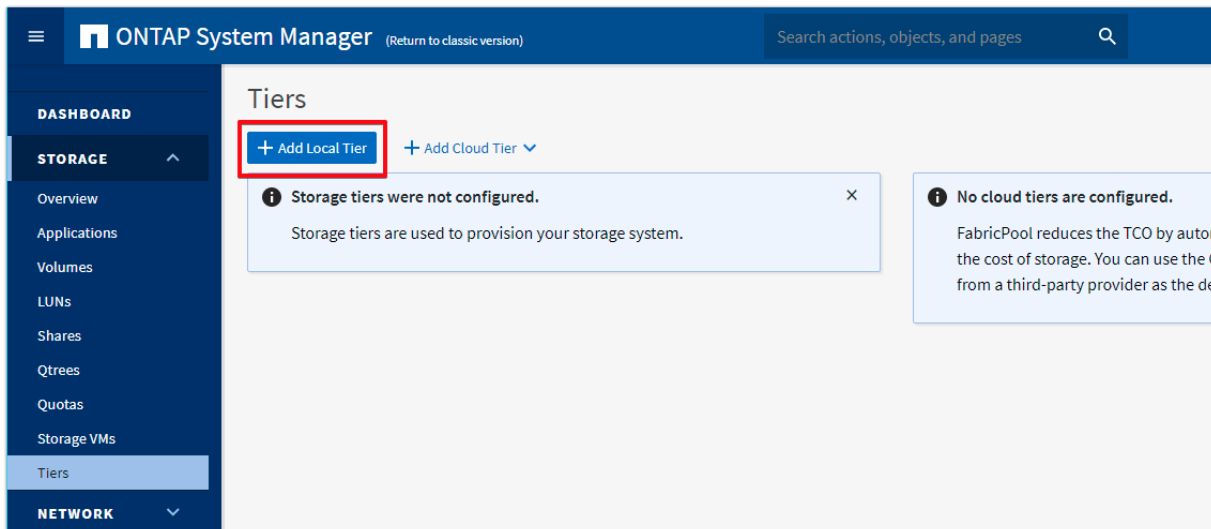 ONTAP System Manager (Return to classic version)
Search actions, objects, and pages
DASHBOARD
STORAGE
Overview
Applications
Volumes
LUNs
Shares
Qtrees
Quotas
Storage VMs
Tiers
NETWORK
Tiers
+ Add Local Tier
+ Add Cloud Tier
Storage tiers were not configured.
Storage tiers are used to provision your storage system.
No cloud tiers are configured.
FabricPool reduces the TCO by
the cost of storage. You can use the
from a third-party provider as the